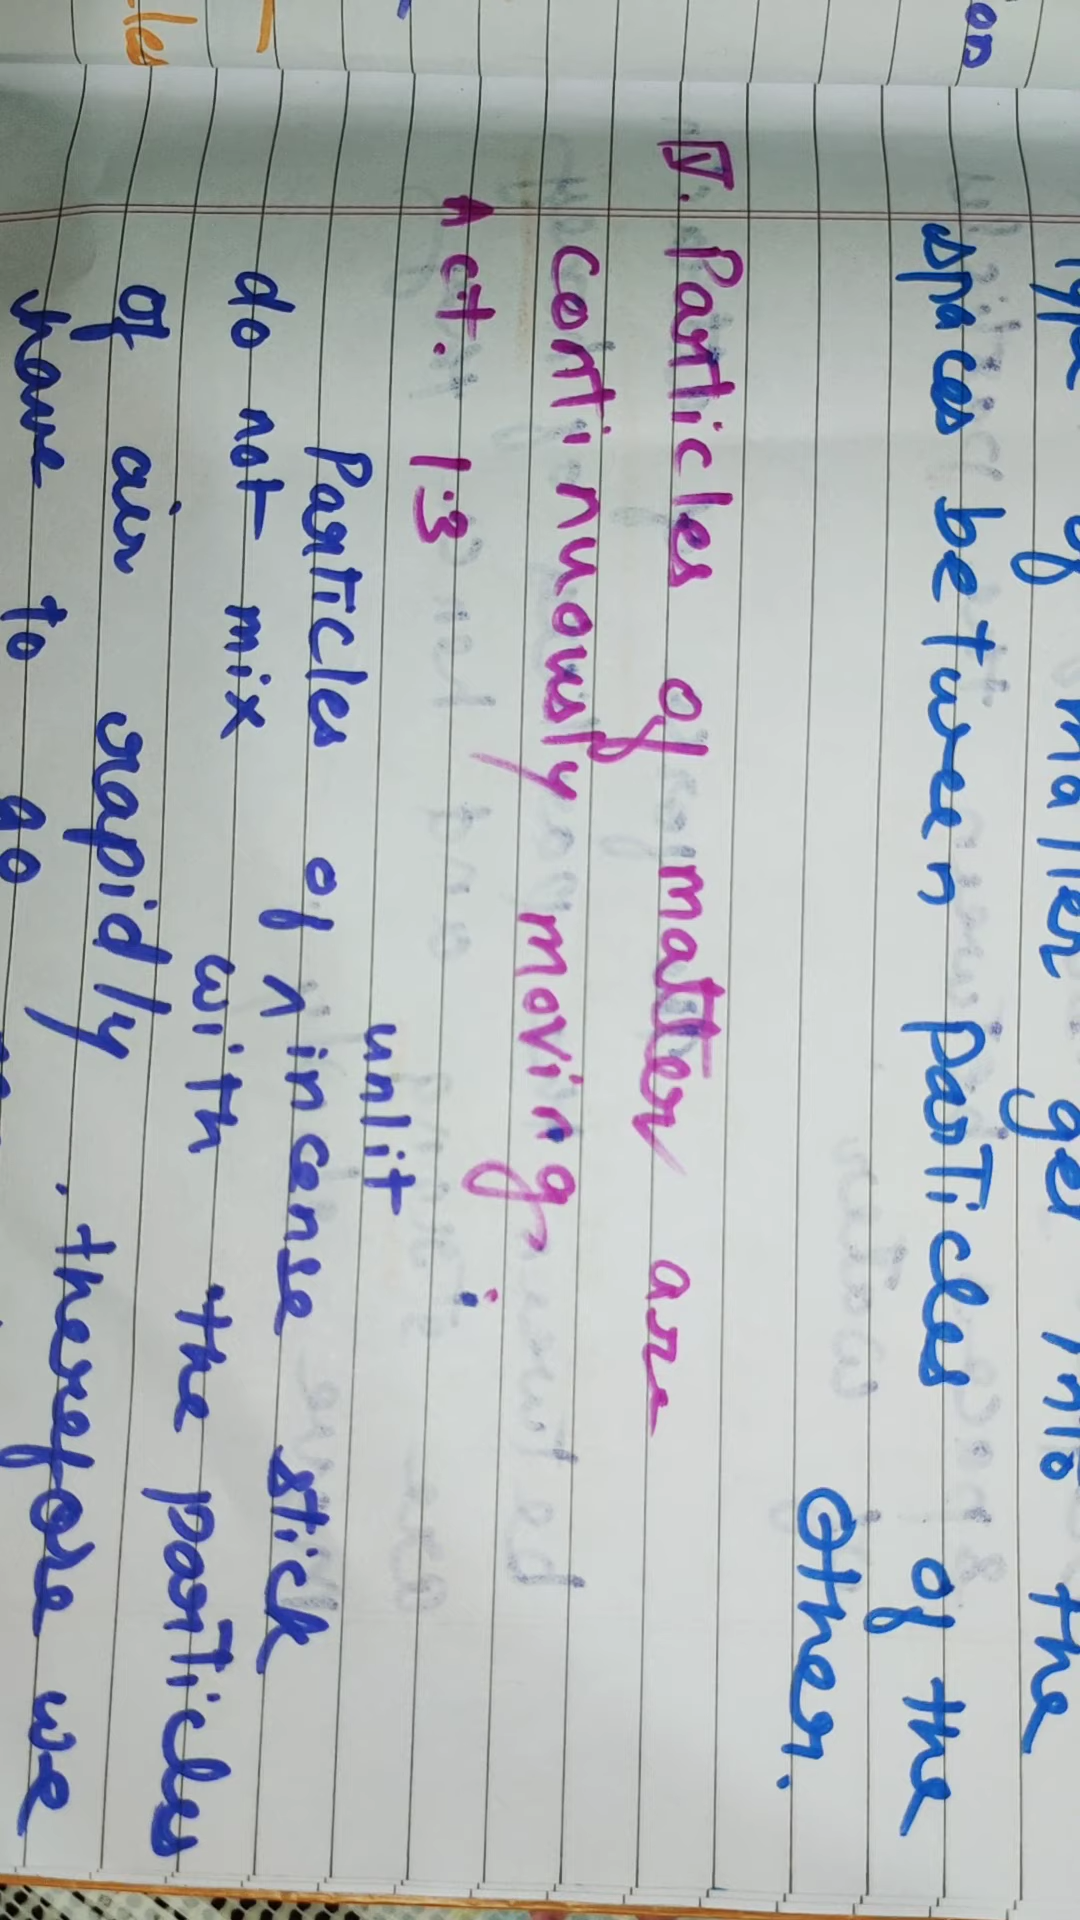 type of matter get into the
spaces between particles of the
other.
V. Particles of matter are
continuously moving
Act. 1.3
unlit
Particles of ^ incense stick
do not mix with the particles
of air rapidly. therefore we
have to go